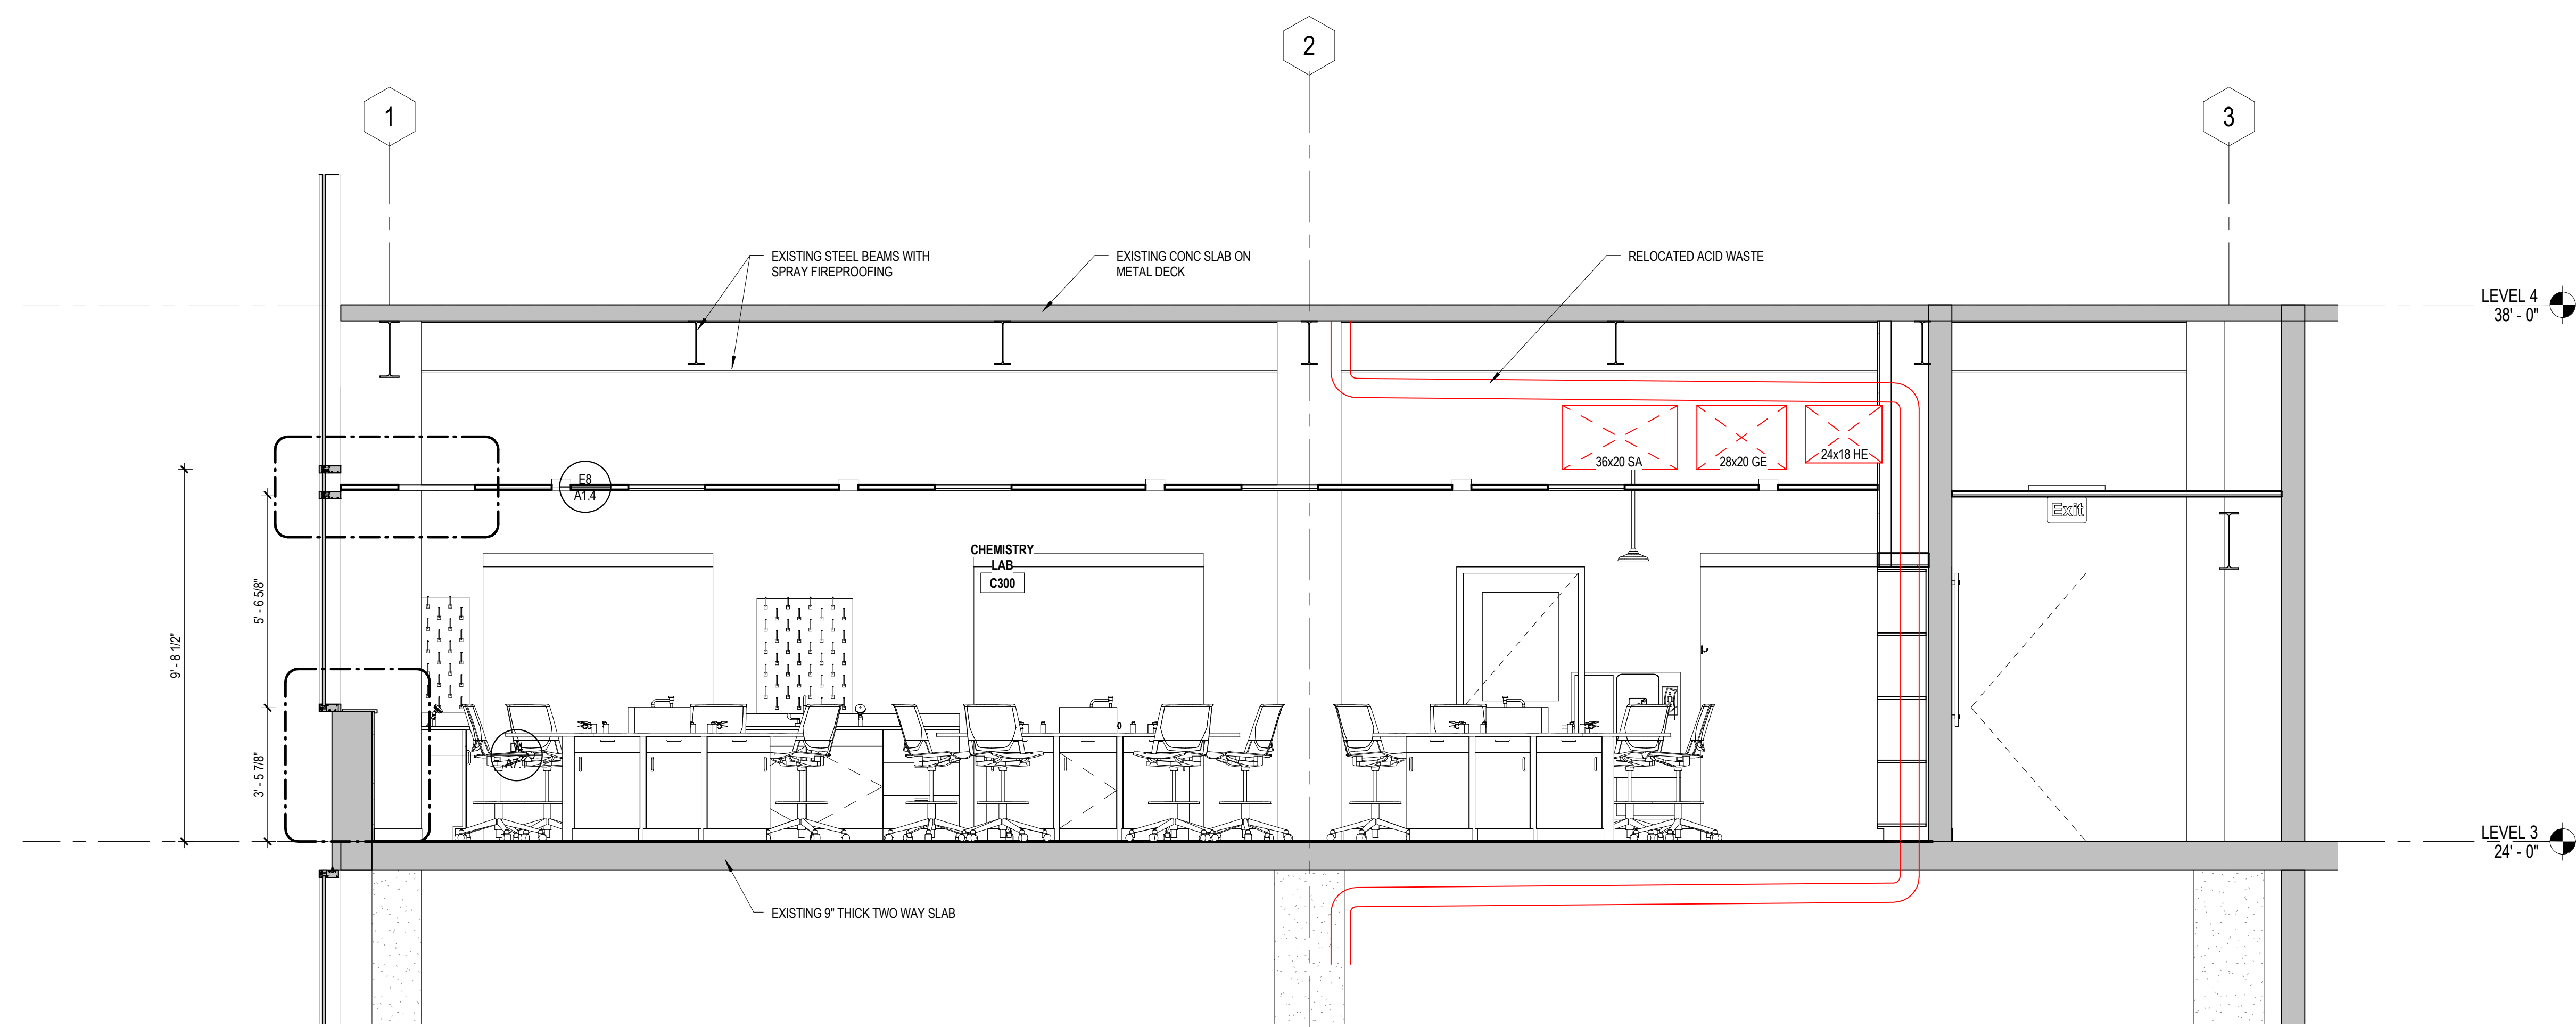 2
1
3
EXISTING STEEL BEAMS WITH
SPRAY FIREPROOFING
EXISTING CONC SLAB ON
METAL DECK
RELOCATED ACID WASTE
LEVEL 4
38' - 0"
36x20 SA
28x20 GE
24x18 HE
E8
A1.4
Exit
CHEMISTRY
LAB
C300
5' - 6 5/8"
9' - 8 1/2"
3' - 5 7/8"
LEVEL 3
24' - 0"
EXISTING 9" THICK TWO WAY SLAB